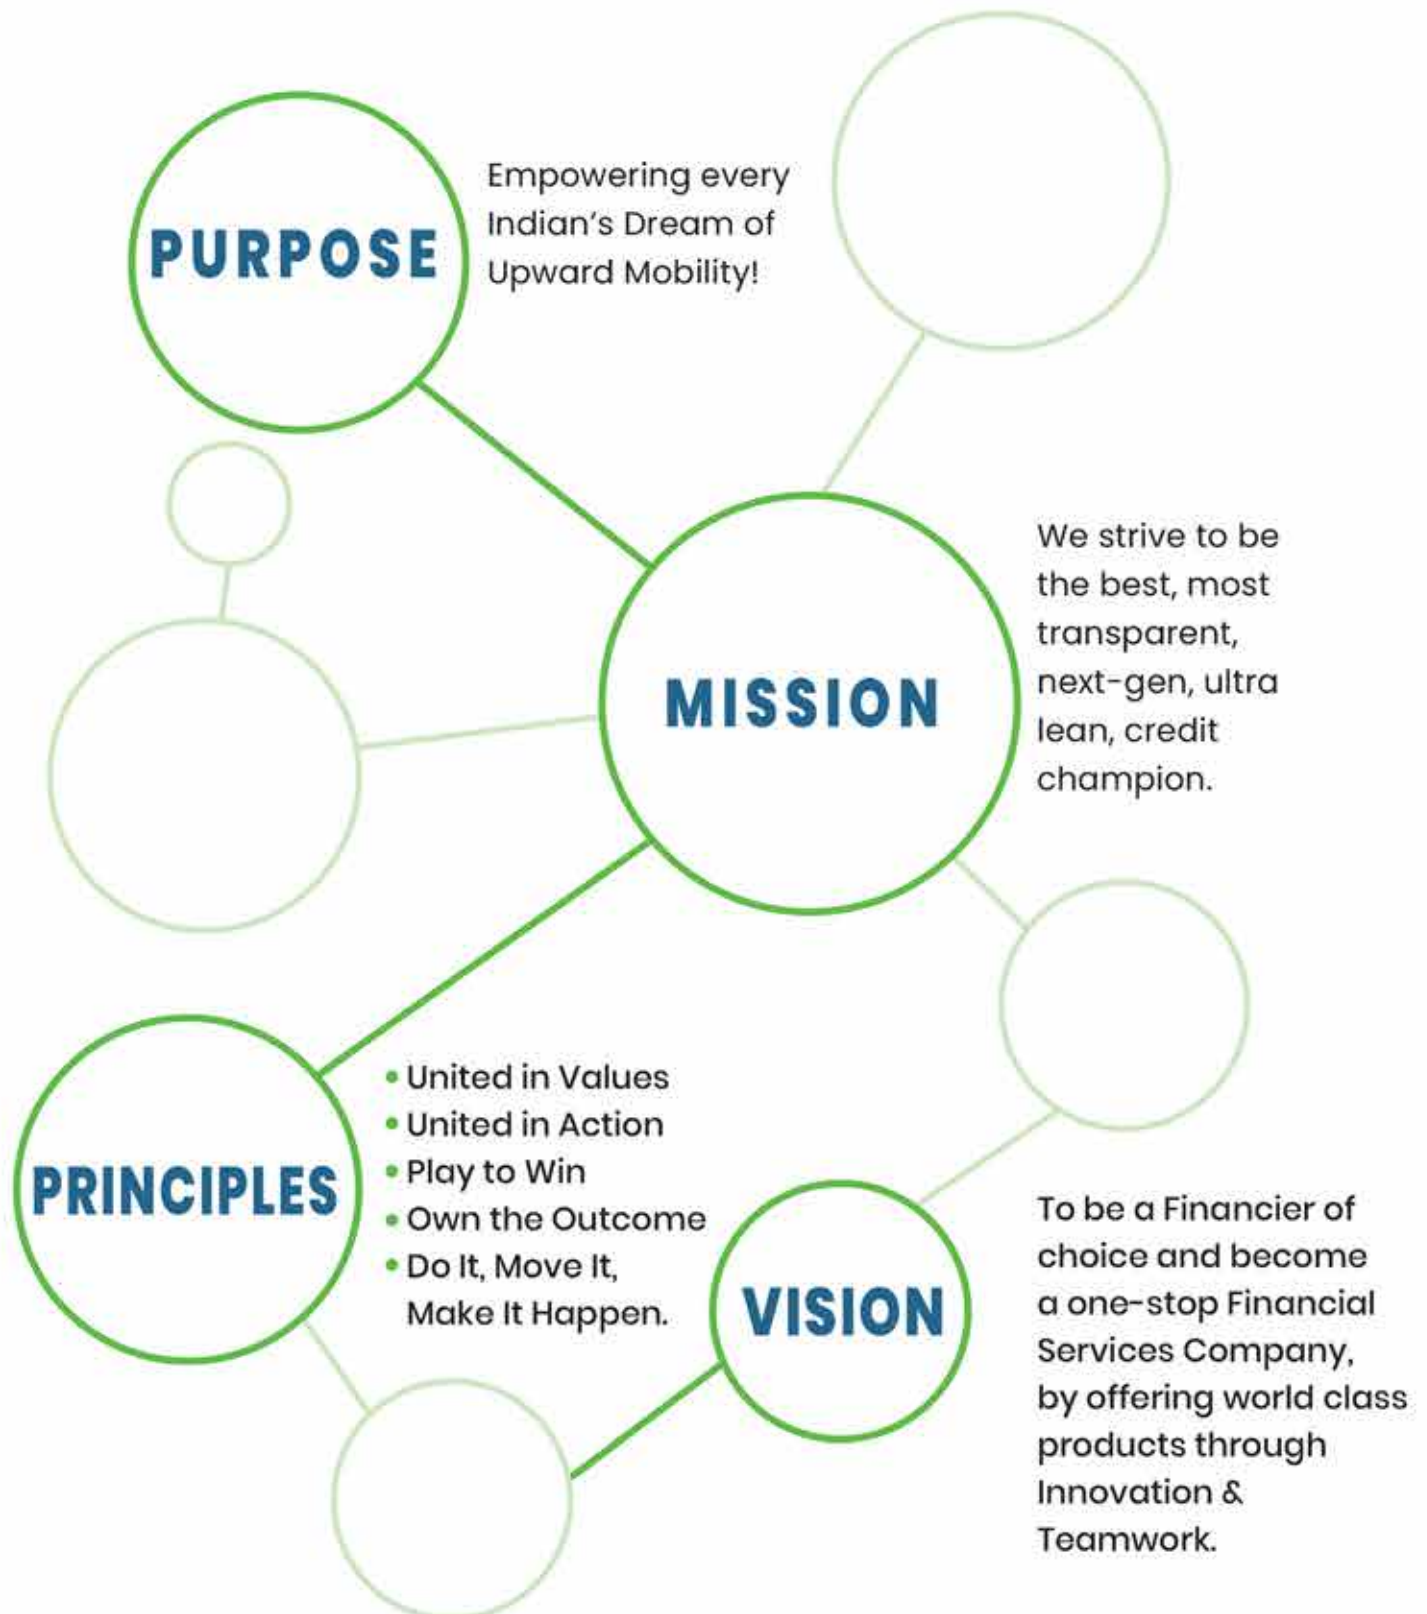 PURPOSE
Empowering every
Indian's Dream of
Upward Mobility!
MISSION
We strive to be
the best, most
transparent,
next-gen, ultra
lean, credit
champion.
PRINCIPLES
• United in Values
• United in Action
• Play to Win
• Own the Outcome
• Do It, Move It,
Make It Happen.
VISION
To be a Financier of
choice and become
a one-stop Financial
Services Company,
by offering world class
products through
Innovation &
Teamwork.